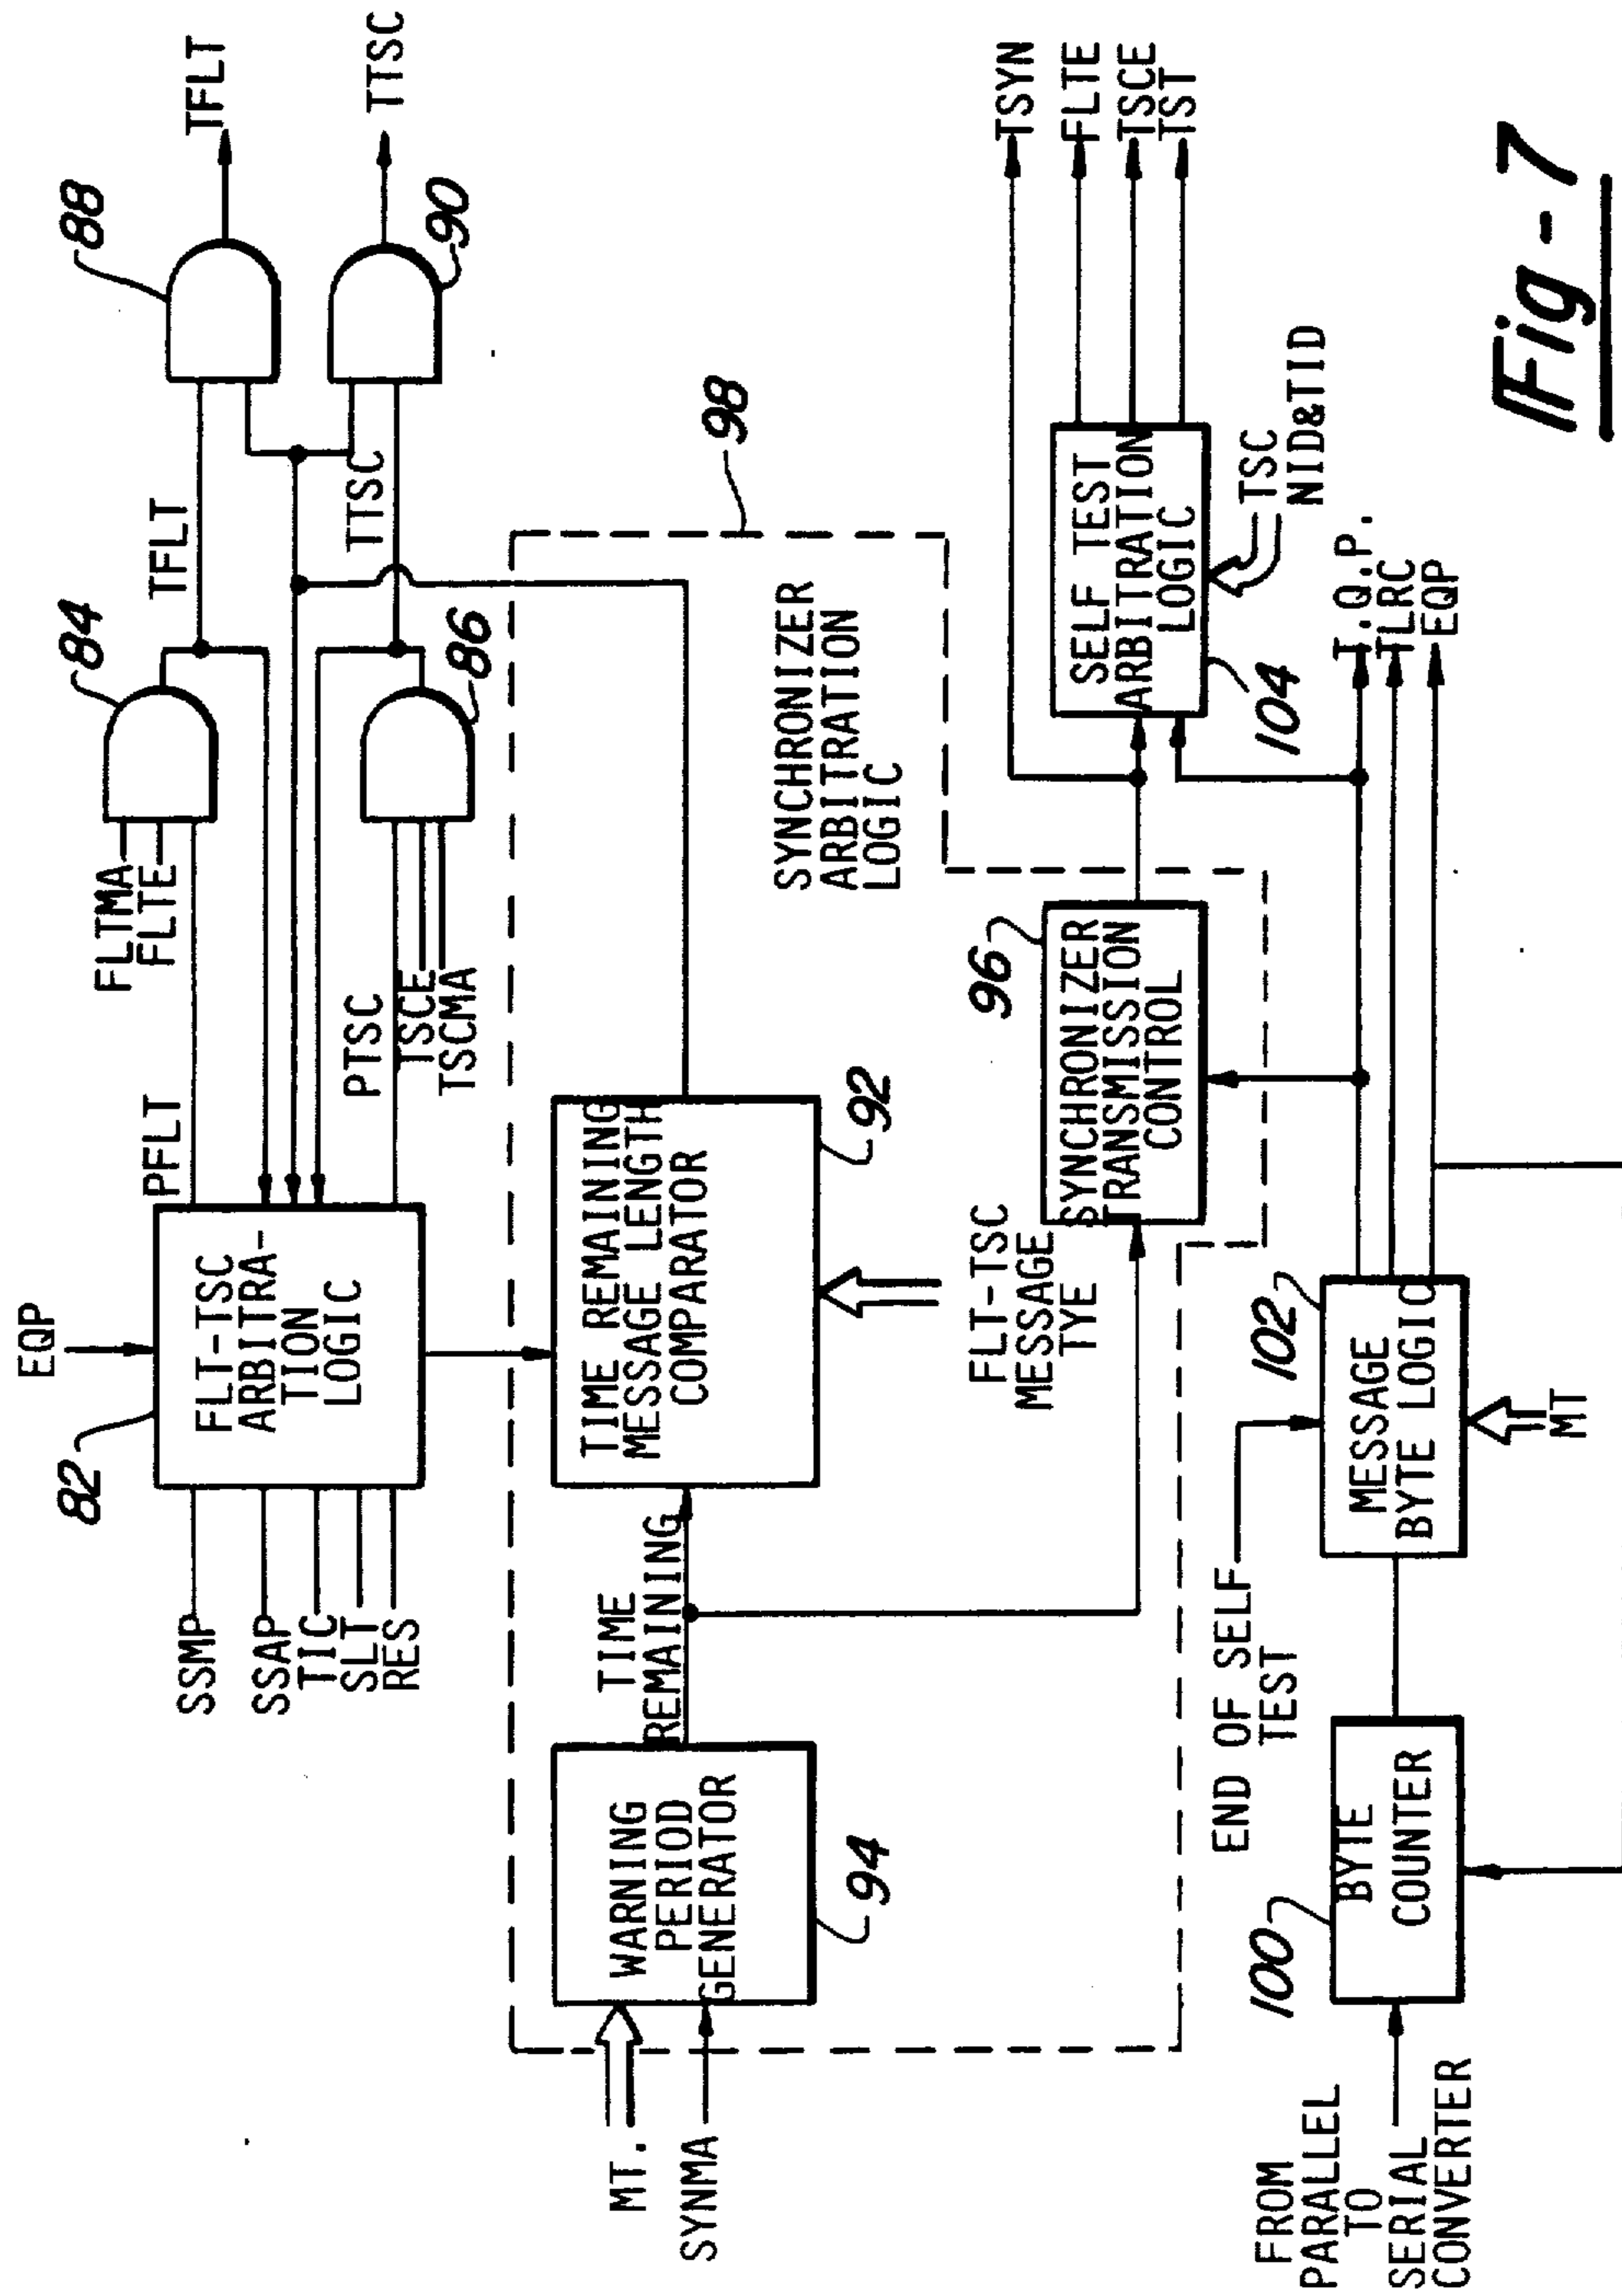 EQP
82
FLT-TSC
ARBITRA-
TION
LOGIC
SSMP
SSAP
TIC
SLT
RES
PFLT
FLTMA
FLTE
84
TFLT
88
TFLT
PTSC
TSCE
TSCMA
86
TTSC
90
TTSC
98
SYNCHRONIZER
ARBITRATION
LOGIC
MT.
SYNMA
WARNING
PERIOD
GENERATOR
94
TIME
REMAINING
TIME REMAINING
MESSAGE LENGTH
COMPARATOR
92
FLT-TSC
MESSAGE
TYE
96
SYNCHRONIZER
TRANSMISSION
CONTROL
SELF TEST
ARBITRATION
LOGIC
104
TSC
NID&TID
TSYN
FLTE
TSCE
TST
FROM
PARALLEL
TO
SERIAL
CONVERTER
100
BYTE
COUNTER
END OF SELF
TEST
102
MESSAGE
BYTE LOGIC
MT
T.Q.P.
TLRC
EQP
Fig-7